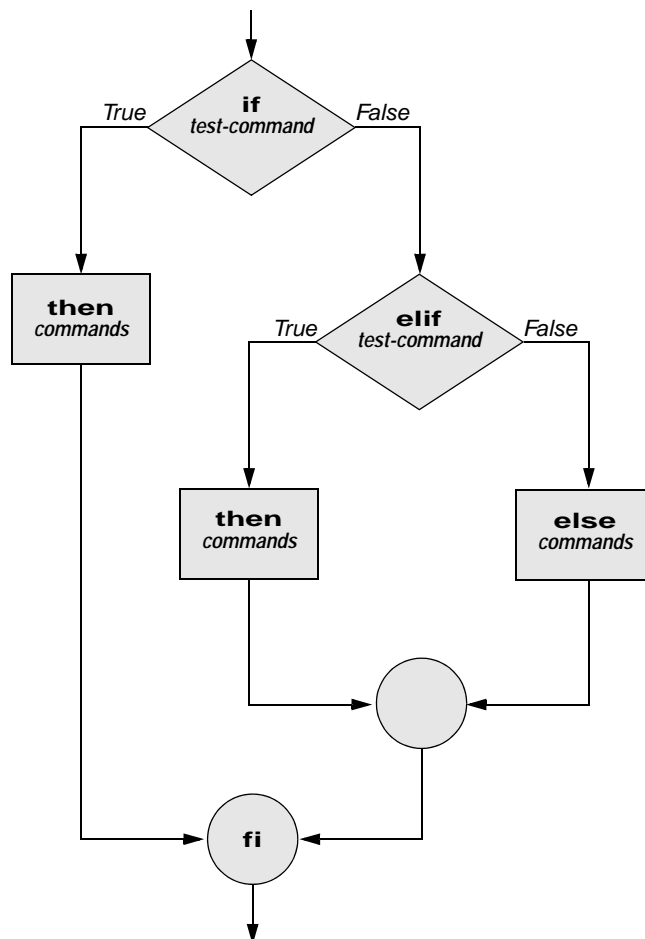 if
test-command
True
False
then
commands
elif
test-command
True
False
then
commands
else
commands
fi